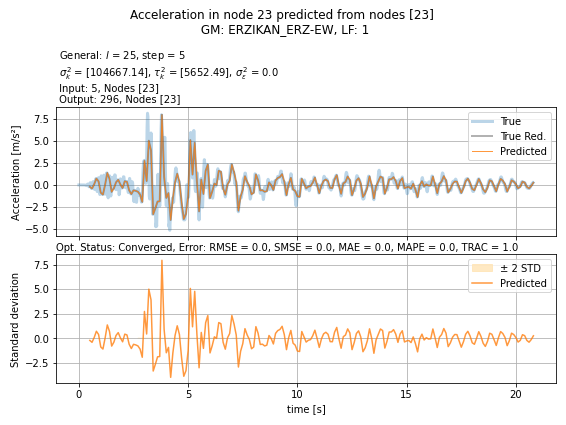 Acceleration in node 23 predicted from nodes [23]
GM: ERZIKAN_ERZ-EW, LF: 1
General: l = 25, step = 5
σ²ₖ = [104667.14], τ²ₖ = [5652.49], σ²ε = 0.0
Input: 5, Nodes [23]
Output: 296, Nodes [23]
Acceleration [m/s²]
8.75
7.5
5.0
2.5
0.0
−2.5
−5.0
True
True Red.
Predicted
Opt. Status: Converged, Error: RMSE = 0.0, SMSE = 0.0, MAE = 0.0, MAPE = 0.0, TRAC = 1.0
Standard deviation
7.5
5.0
2.5
0.0
−2.5
± 2 STD
Predicted
0
5
10
15
20
time [s]